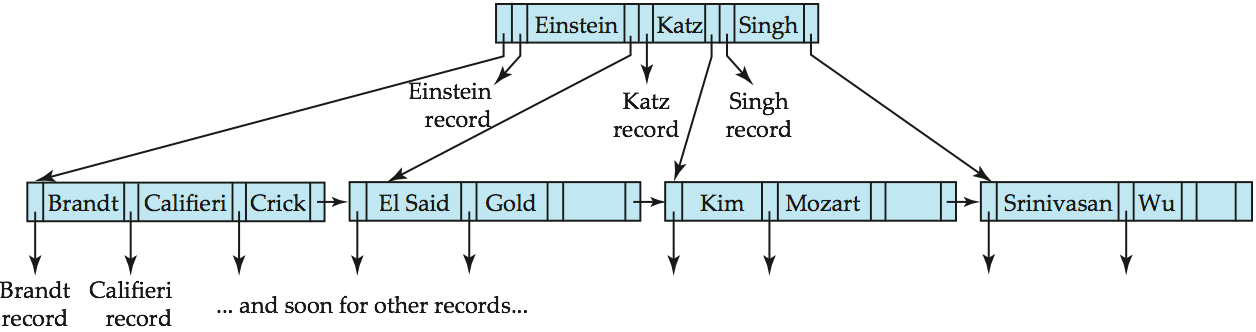 Einstein Katz Singh
Einstein
record
Katz
record
Singh
record
Brandt Califieri Crick El Said Gold Kim Mozart Srinivasan Wu
Brandt
record
Califieri
record
... and soon for other records...